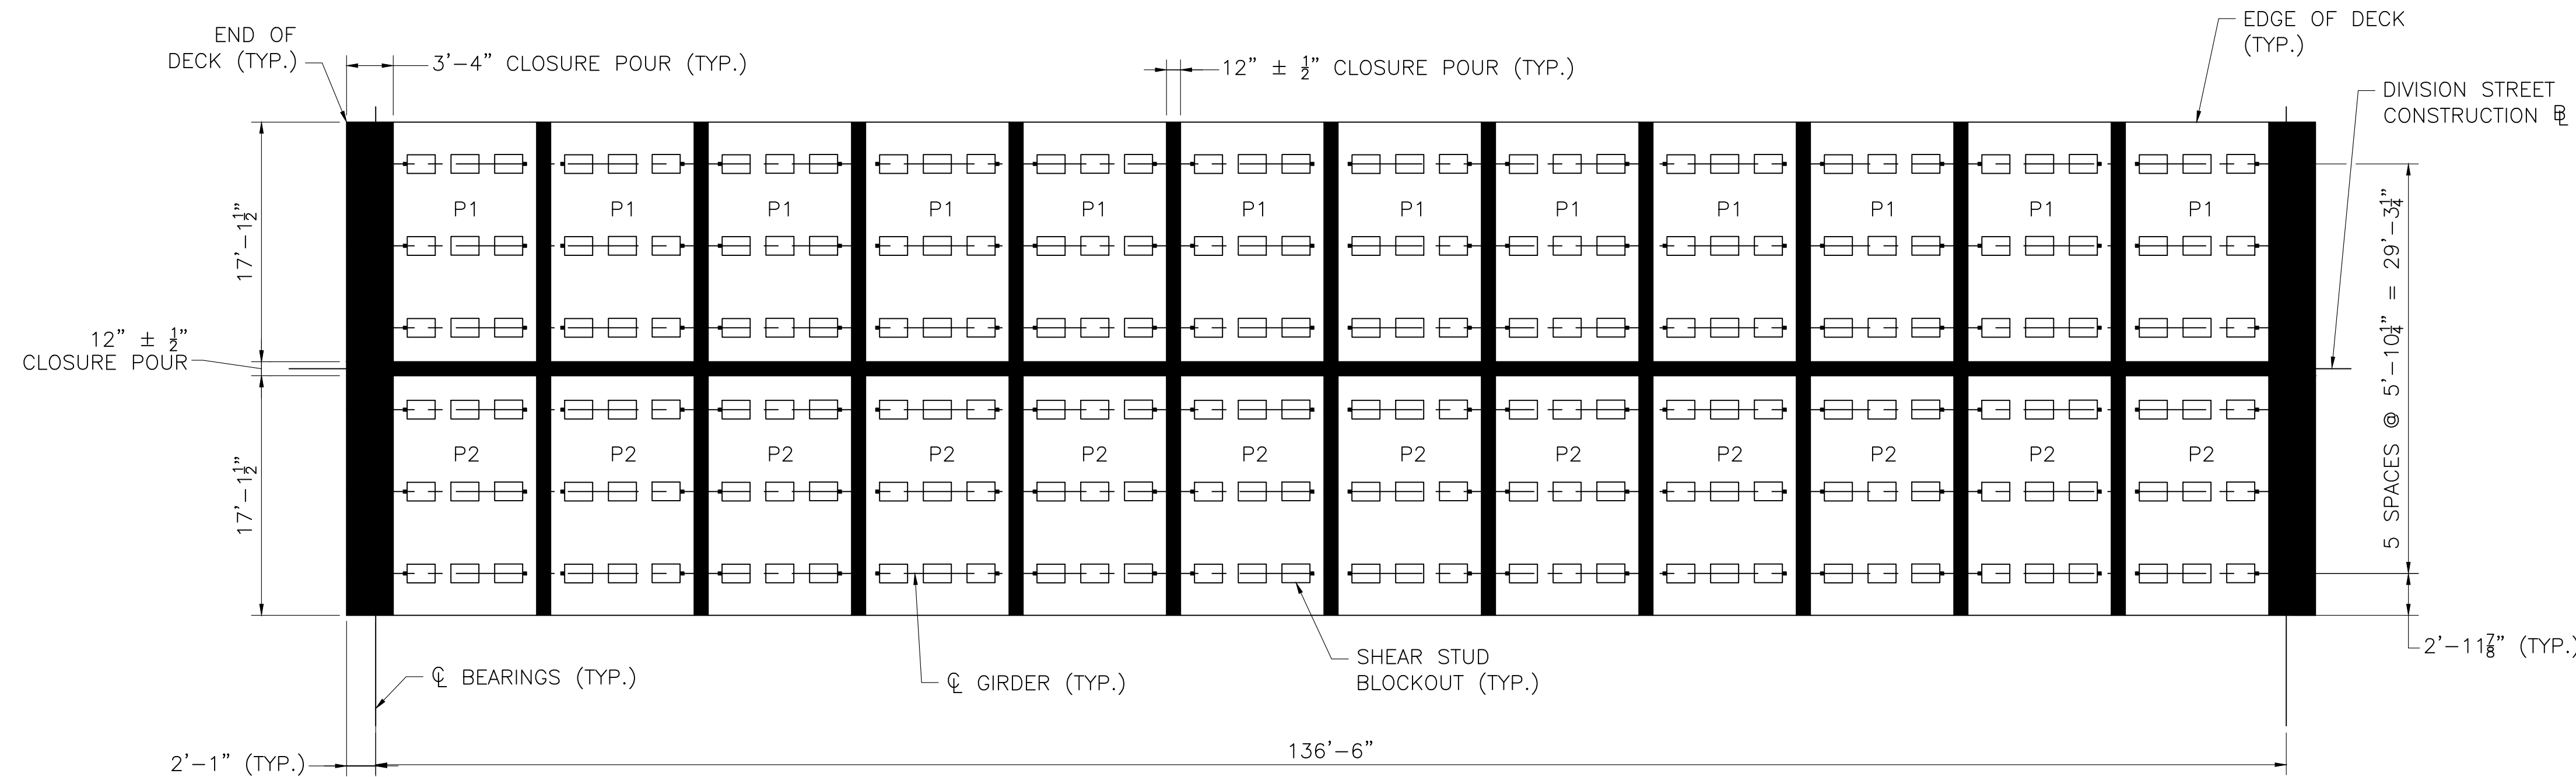 END OF
DECK (TYP.)
3'-4" CLOSURE POUR (TYP.)
12" ± ½" CLOSURE POUR (TYP.)
EDGE OF DECK
(TYP.)
DIVISION STREET
CONSTRUCTION ⅊
17'-1½"
P1 P1 P1 P1 P1 P1 P1 P1 P1 P1 P1 P1
5 SPACES @ 5'-10¼" = 29'-3¼"
12" ± ½"
CLOSURE POUR
17'-1½"
P2 P2 P2 P2 P2 P2 P2 P2 P2 P2 P2 P2
2'-11⅞" (TYP.)
℄ BEARINGS (TYP.)
℄ GIRDER (TYP.)
SHEAR STUD
BLOCKOUT (TYP.)
2'-1" (TYP.)
136'-6"